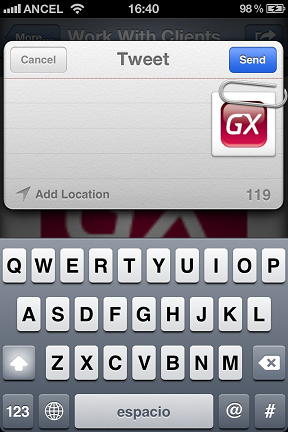 ANCEL 16:40 98 %
More... Work With Clients
Cancel Tweet Send
GX
Add Location 119
Q W E R T Y U I O P
A S D F G H J K L
Z X C V B N M
123 espacio @ #